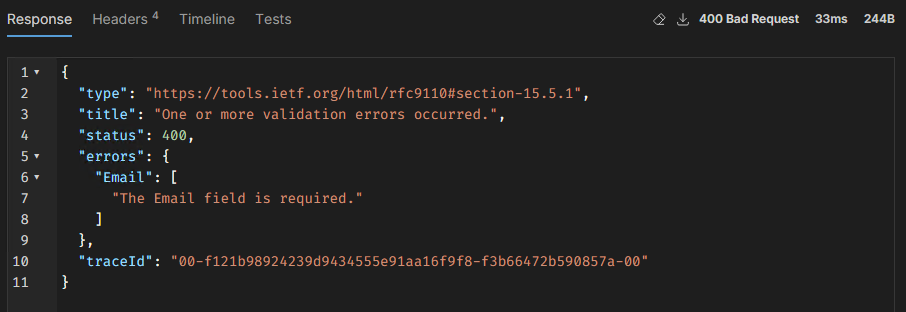 Response Headers 4 Timeline Tests 400 Bad Request 33ms 244B
1 {
2 "type": "https://tools.ietf.org/html/rfc9110#section-15.5.1",
3 "title": "One or more validation errors occurred.",
4 "status": 400,
5 "errors": {
6 "Email": [
7 "The Email field is required."
8 ]
9 },
10 "traceId": "00-f121b98924239d9434555e91aa16f9f8-f3b66472b590857a-00"
11 }